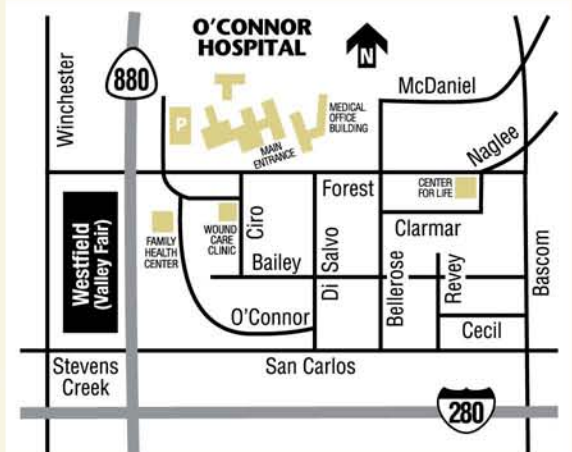 O'CONNOR
HOSPITAL
N
880
Winchester
McDaniel
P
MEDICAL
OFFICE
BUILDING
MAIN
ENTRANCE
Naglee
Forest
CENTER
FOR LIFE
Westfield
(Valley Fair)
FAMILY
HEALTH
CENTER
WOUND
CARE
CLINIC
Ciro
Clarmar
Bailey
Di Salvo
Bellerose
Revey
Bascom
O'Connor
Cecil
Stevens
Creek
San Carlos
280